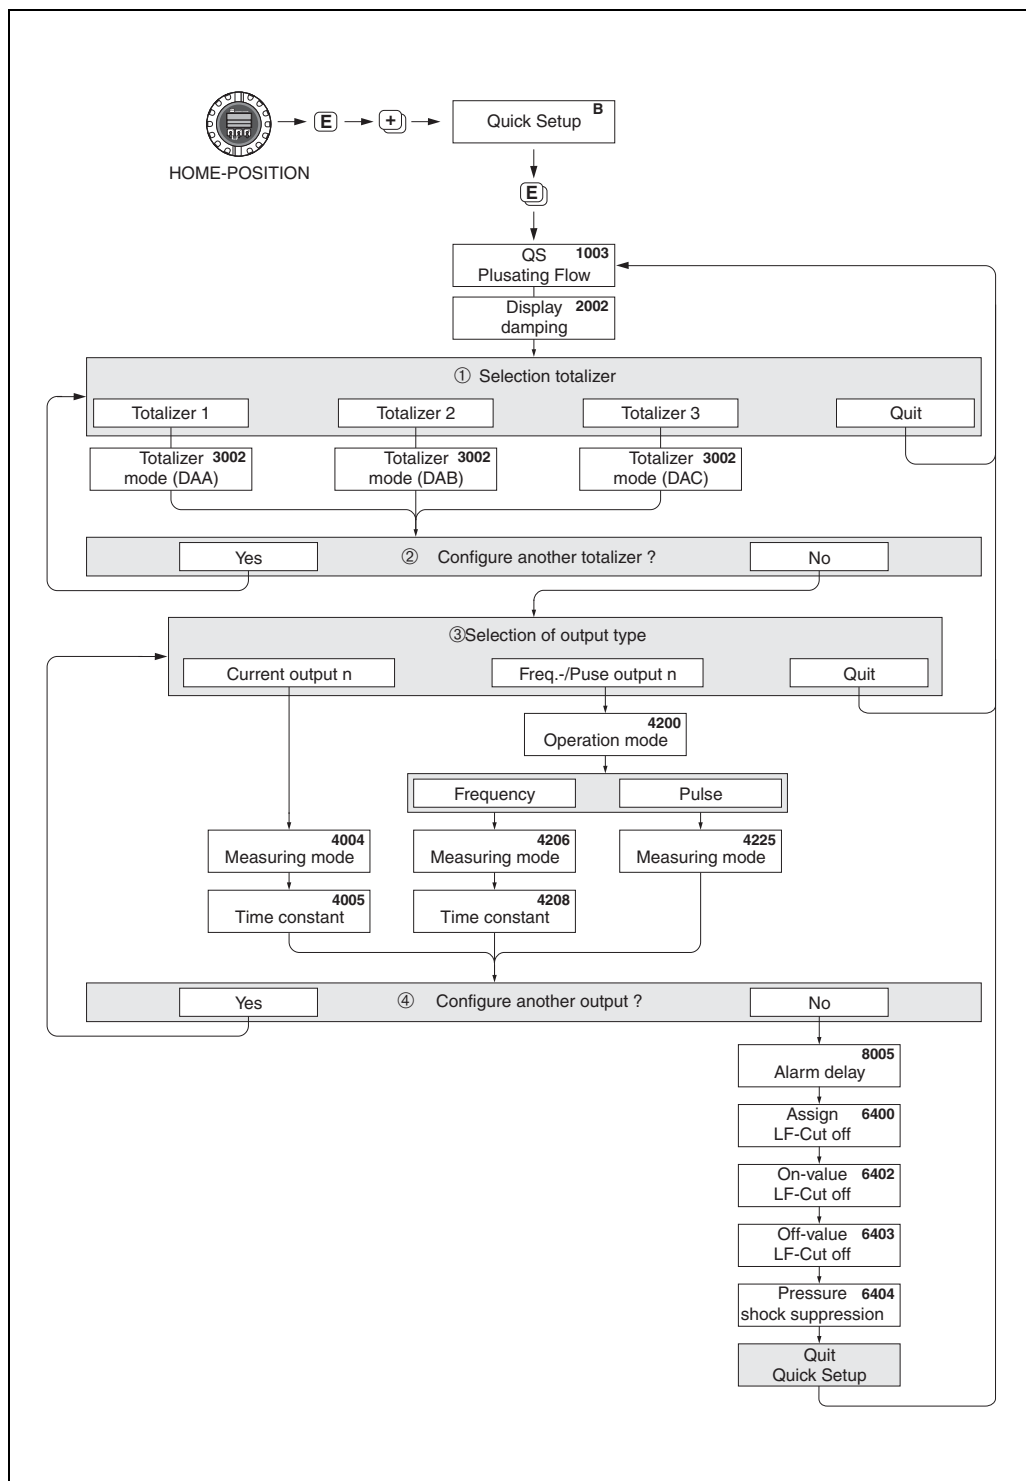 E
+
B
Quick Setup
HOME-POSITION
E
QS 1003
Plusating Flow
Display 2002
damping
① Selection totalizer
Totalizer 1
Totalizer 2
Totalizer 3
Quit
Totalizer 3002
mode (DAA)
Totalizer 3002
mode (DAB)
Totalizer 3002
mode (DAC)
Yes
② Configure another totalizer ?
No
③Selection of output type
Current output n
Freq.-/Puse output n
Quit
4200
Operation mode
Frequency
Pulse
4004
Measuring mode
4206
Measuring mode
4225
Measuring mode
4005
Time constant
4208
Time constant
Yes
④ Configure another output ?
No
8005
Alarm delay
Assign 6400
LF-Cut off
On-value 6402
LF-Cut off
Off-value 6403
LF-Cut off
Pressure 6404
shock suppression
Quit
Quick Setup